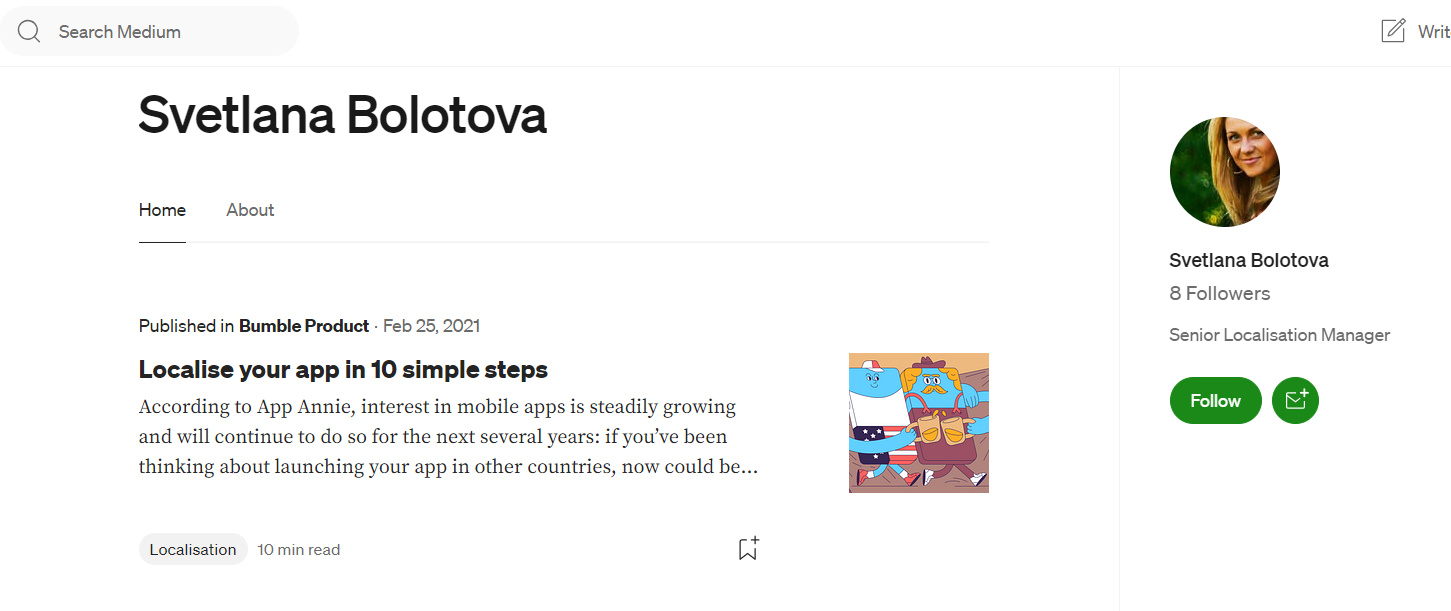 Search Medium
Writ
Svetlana Bolotova
Home About
Published in Bumble Product · Feb 25, 2021
Localise your app in 10 simple steps
According to App Annie, interest in mobile apps is steadily growing
and will continue to do so for the next several years: if you’ve been
thinking about launching your app in other countries, now could be…
Localisation 10 min read
Svetlana Bolotova
8 Followers
Senior Localisation Manager
Follow